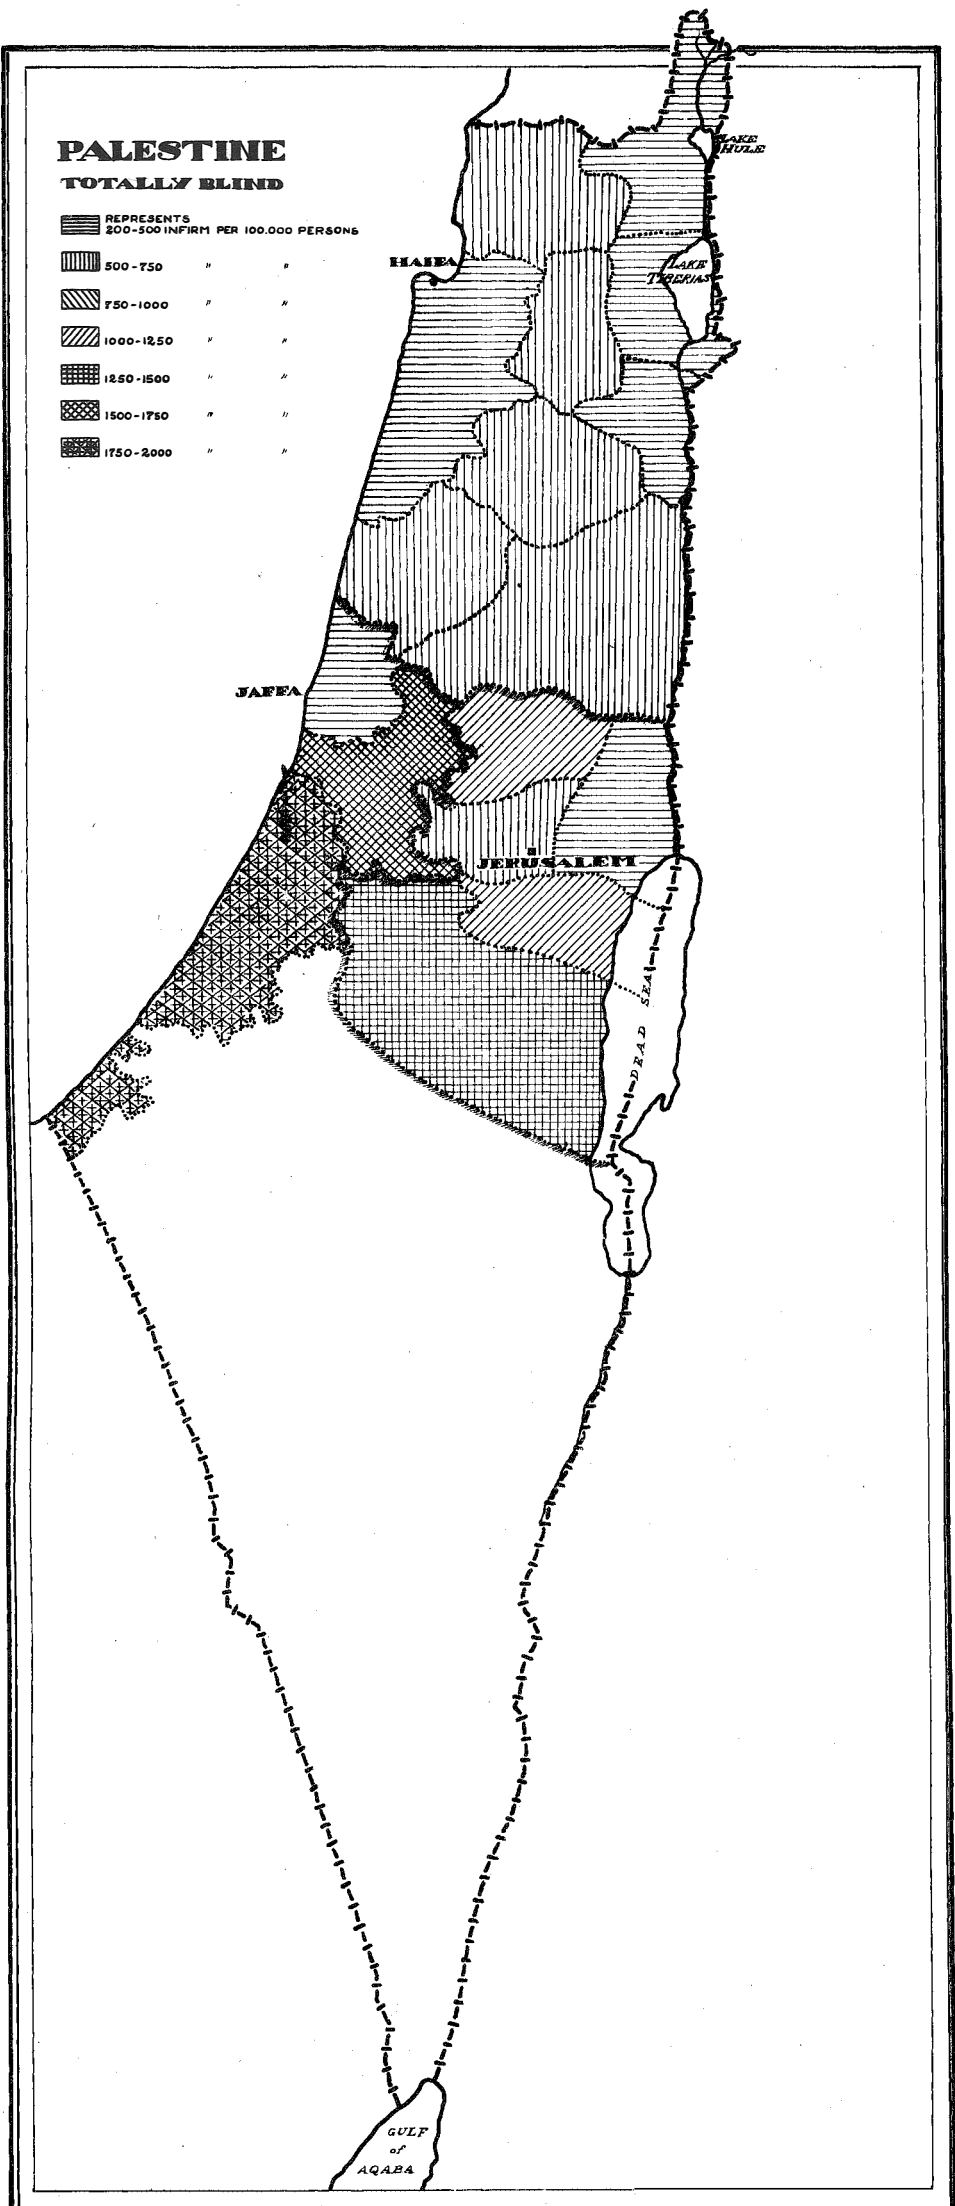 PALESTINE
TOTALLY BLIND
REPRESENTS
200-500 INFIRM PER 100.000 PERSONS
500-750 " "
750-1000 " "
1000-1250 " "
1250-1500 " "
1500-1750 " "
1750-2000 " "
LAKE
HULE
HAIFA
LAKE
TIBERIAS
JAFFA
JERUSALEM
DEAD SEA
GULF
of
AQABA